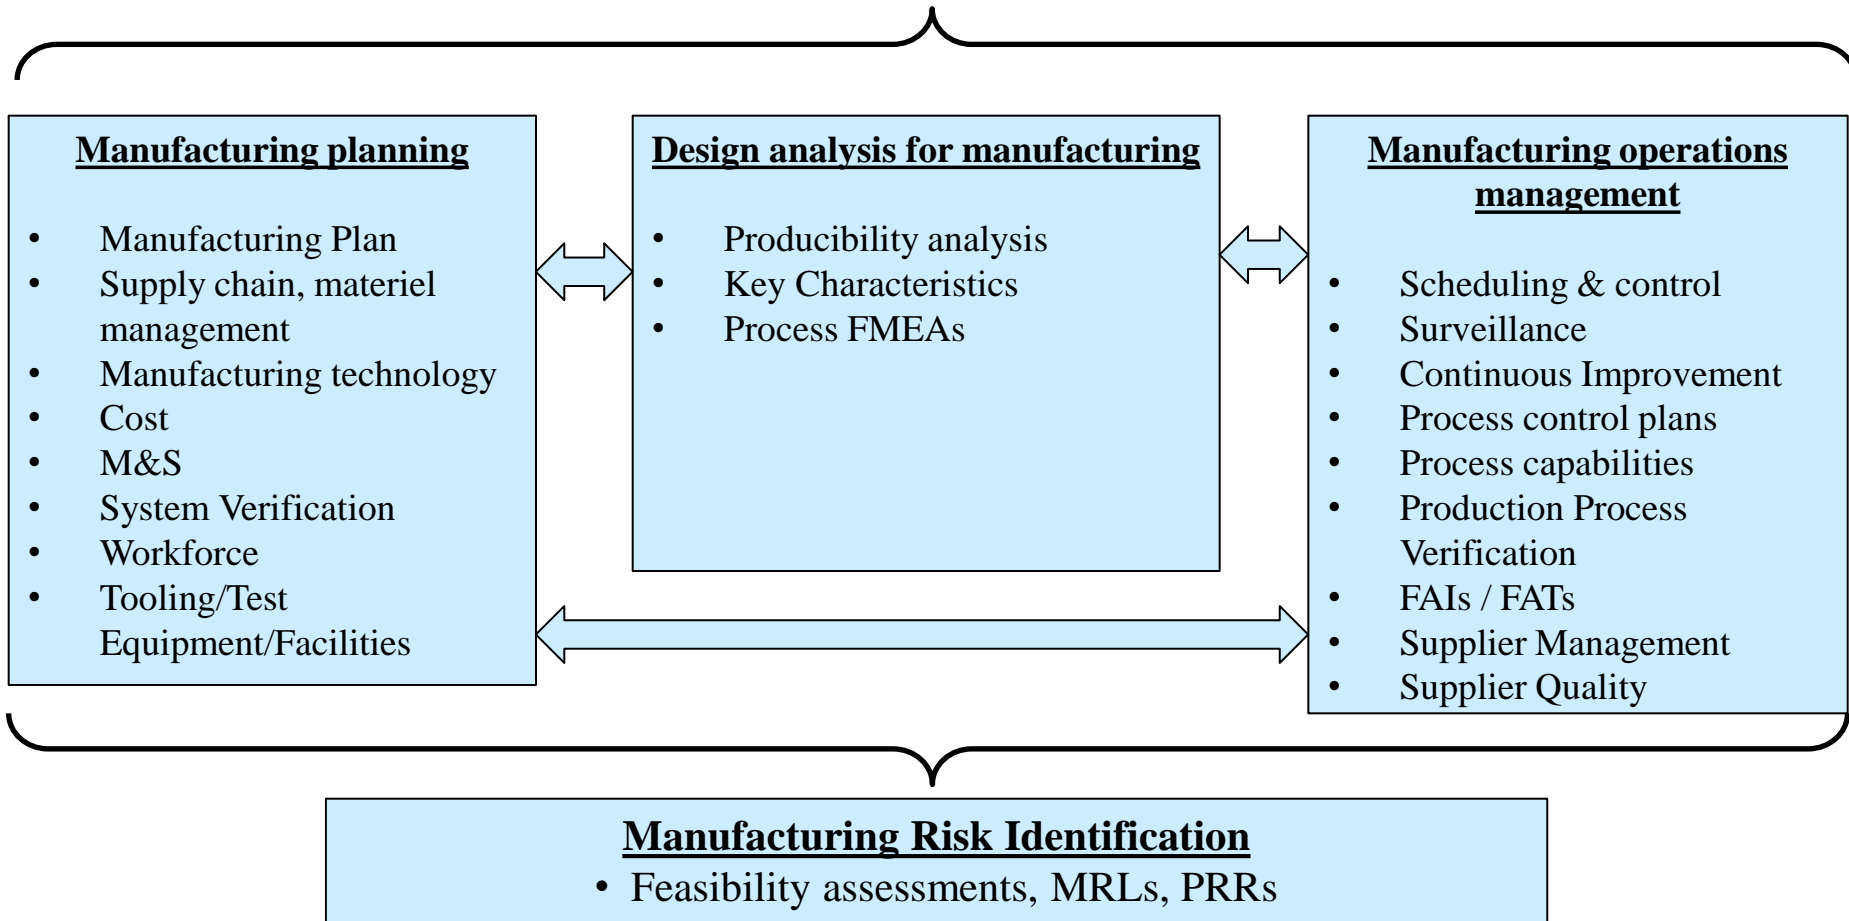 Manufacturing planning
• Manufacturing Plan
• Supply chain, materiel
management
• Manufacturing technology
• Cost
• M&S
• System Verification
• Workforce
• Tooling/Test
Equipment/Facilities
Design analysis for manufacturing
• Producibility analysis
• Key Characteristics
• Process FMEAs
Manufacturing operations
management
• Scheduling & control
• Surveillance
• Continuous Improvement
• Process control plans
• Process capabilities
• Production Process
Verification
• FAIs / FATs
• Supplier Management
• Supplier Quality
Manufacturing Risk Identification
• Feasibility assessments, MRLs, PRRs